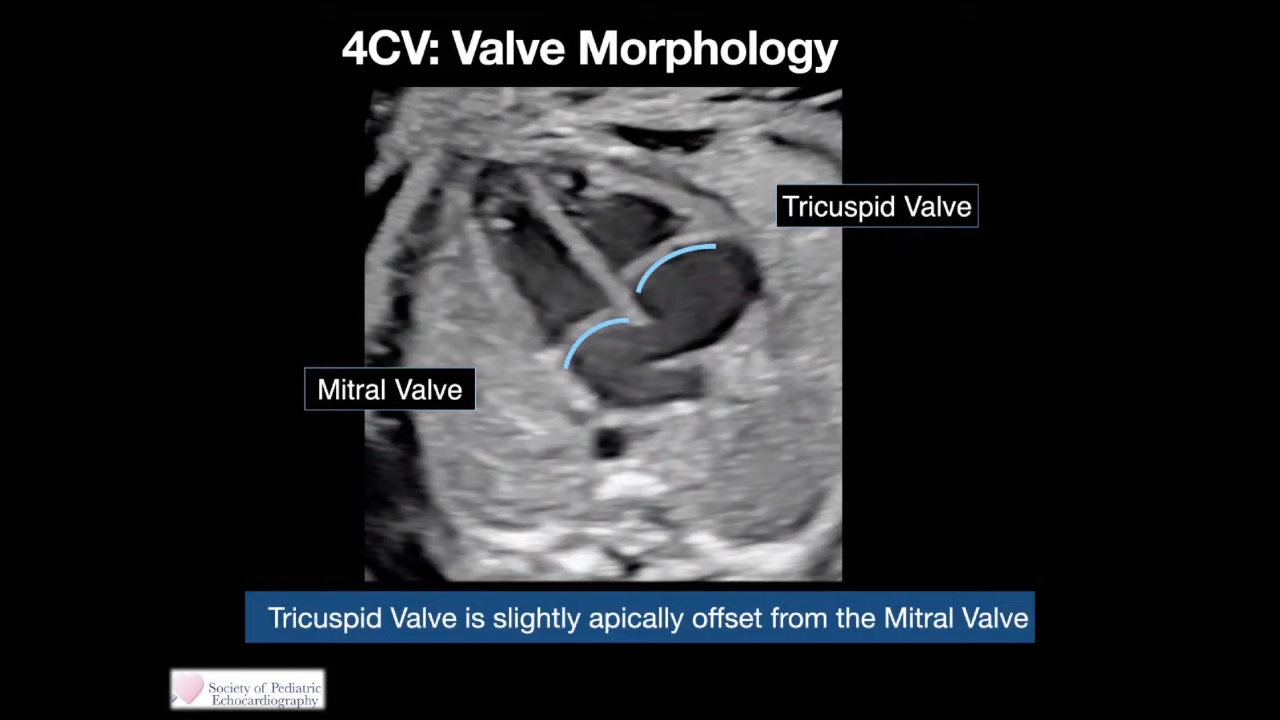 4CV: Valve Morphology
Tricuspid Valve
Mitral Valve
Tricuspid Valve is slightly apically offset from the Mitral Valve
Society of Pediatric
Echocardiography